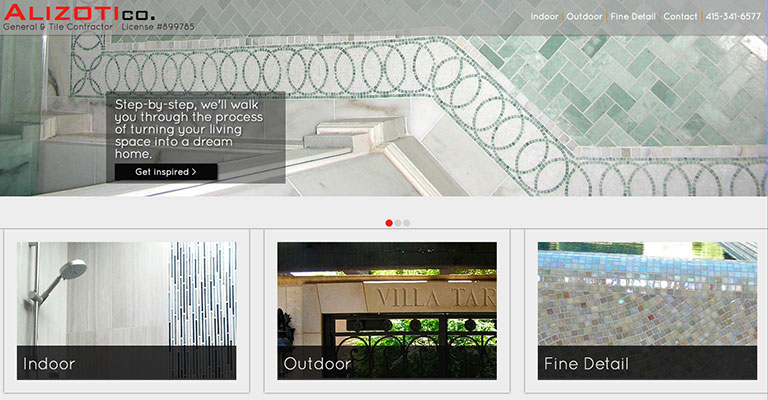 ALIZOTI CO.
General & Tile Contractor | License #899785
Indoor | Outdoor | Fine Detail | Contact | 415-341-6577
Step-by-step, we'll walk
you through the process
of turning your living
space into a dream
home.
Get inspired >
VILLA TAR
Indoor
Outdoor
Fine Detail